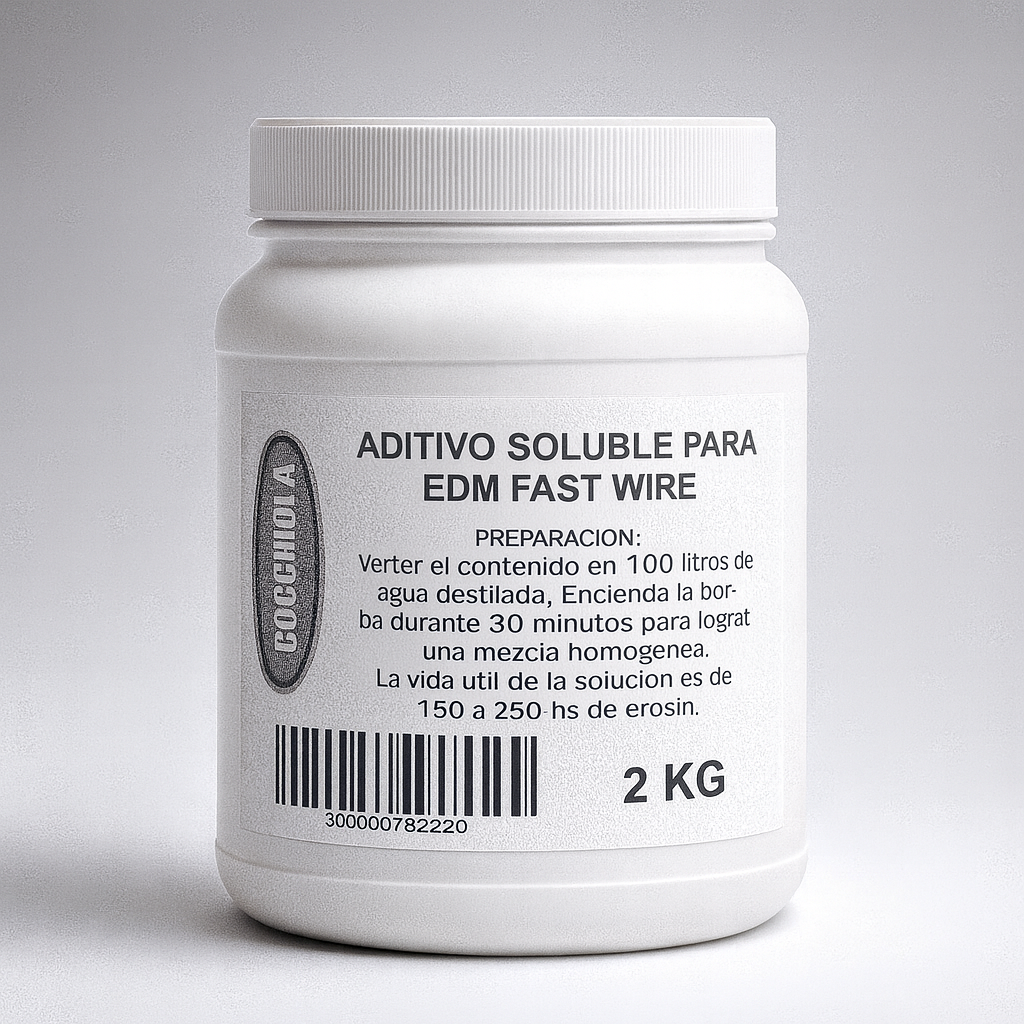 COCCHIOLA
ADITIVO SOLUBLE PARA
EDM FAST WIRE
PREPARACION:
Verter el contenido en 100 litros de
agua destilada, Encienda la bor-
ba durante 30 minutos para lograt
una mezcia homogenea.
La vida util de la soiucion es de
150 a 250-hs de erosin.
300000782220
2 KG